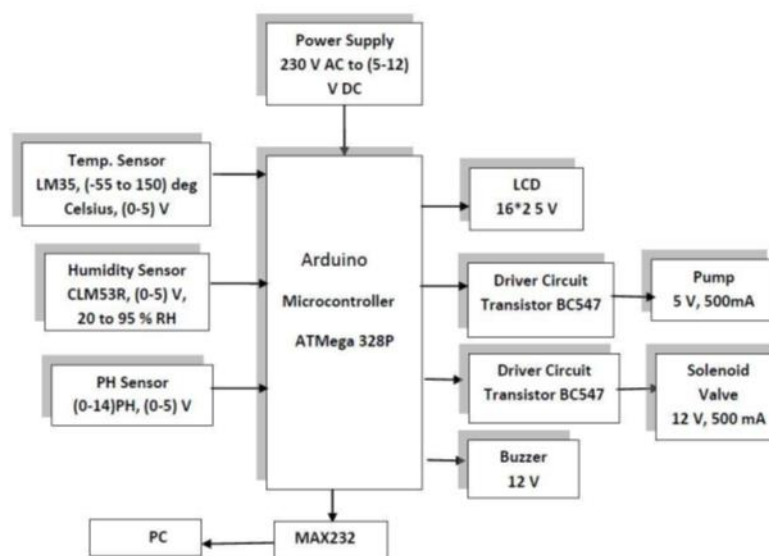 Power Supply
230 V AC to (5-12)
V DC
Temp. Sensor
LM35, (-55 to 150) deg
Celsius, (0-5) V
Humidity Sensor
CLM53R, (0-5) V,
20 to 95 % RH
PH Sensor
(0-14)PH, (0-5) V
Arduino
Microcontroller
ATMega 328P
LCD
16*2 5 V
Driver Circuit
Transistor BC547
Pump
5 V, 500mA
Driver Circuit
Transistor BC547
Solenoid
Valve
12 V, 500 mA
Buzzer
12 V
MAX232
PC